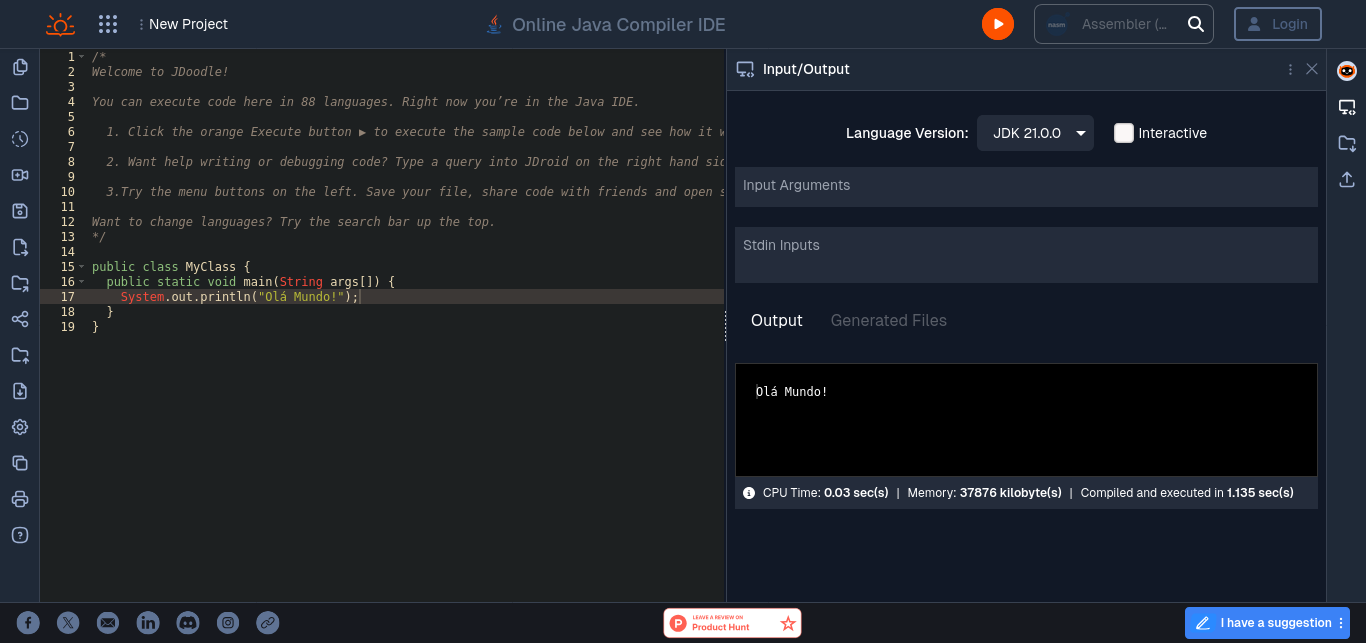 New Project
Online Java Compiler IDE
Assembler (...
Login
1 /*
2 Welcome to JDoodle!
3
4 You can execute code here in 88 languages. Right now you’re in the Java IDE.
5
6 1. Click the orange Execute button ▶ to execute the sample code below and see how it w
7
8 2. Want help writing or debugging code? Type a query into JDroid on the right hand sid
9
10 3.Try the menu buttons on the left. Save your file, share code with friends and open s
11
12 Want to change languages? Try the search bar up the top.
13 */
14
15 public class MyClass {
16 public static void main(String args[]) {
17 System.out.println("Olá Mundo!");
18 }
19 }
Input/Output
Language Version: JDK 21.0.0 Interactive
Input Arguments
Stdin Inputs
Output Generated Files
Olá Mundo!
CPU Time: 0.03 sec(s) | Memory: 37876 kilobyte(s) | Compiled and executed in 1.135 sec(s)
LEAVE A REVIEW ON
Product Hunt
I have a suggestion